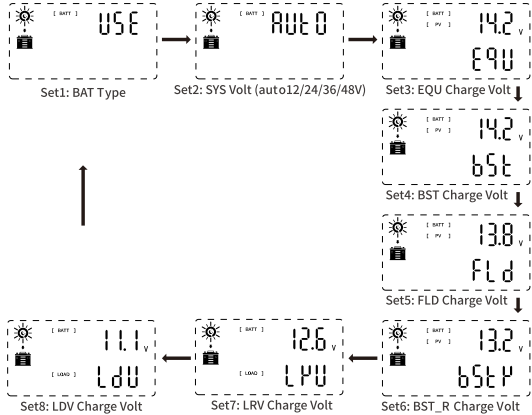 [ BATT ]
USE
Set1: BAT Type
[ BATT ]
AUtO
Set2: SYS Volt (auto12/24/36/48V)
[ BATT ]
[ PV ]
14.2 V
EqU
Set3: EQU Charge Volt
[ BATT ]
[ PV ]
14.2 V
bSt
Set4: BST Charge Volt
[ BATT ]
[ PV ]
13.8 V
FLd
Set5: FLD Charge Volt
[ BATT ]
[ PV ]
13.2 V
bStr
Set6: BST_R Charge Volt
[ BATT ]
12.6 V
[ LOAD ]
LrU
Set7: LRV Charge Volt
[ BATT ]
11.1 V
[ LOAD ]
LdU
Set8: LDV Charge Volt